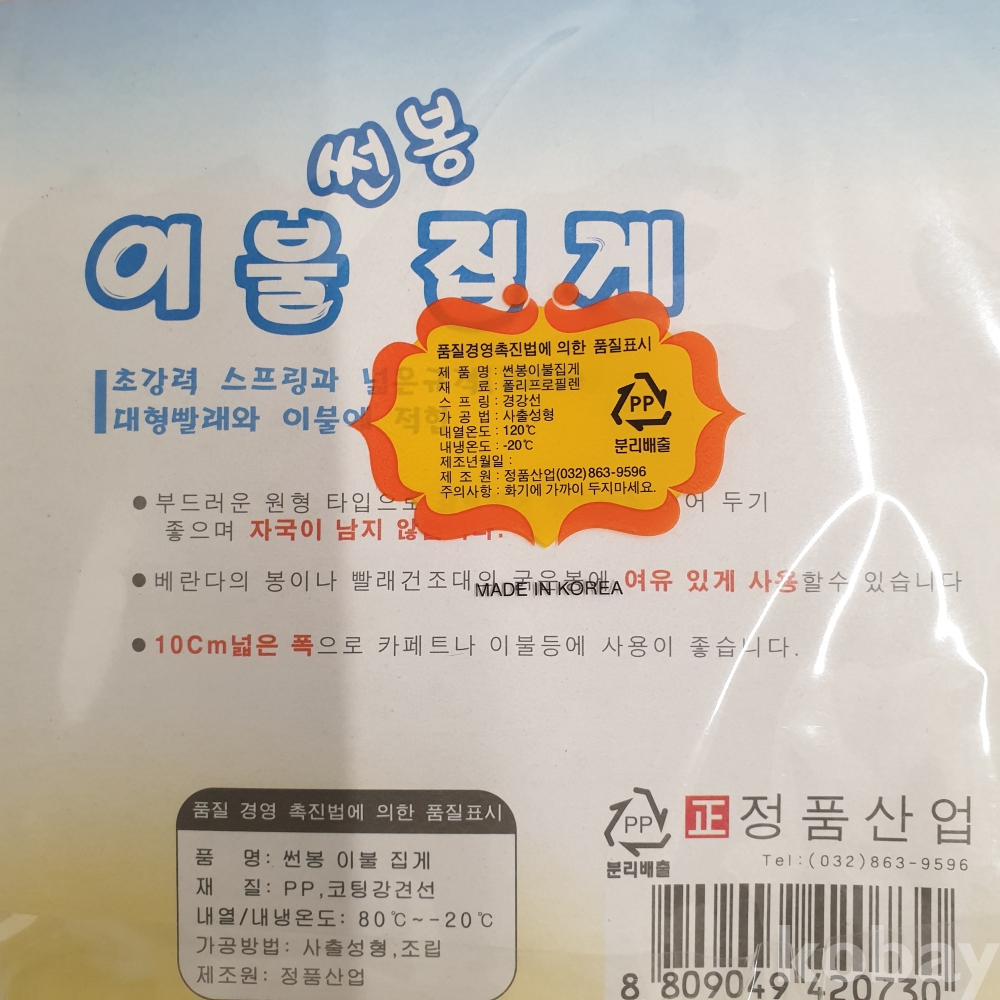 썬봉
이불 집게
초강력 스프링과 넓은
대형빨래와 이불에 적합
품질경영촉진법에 의한 품질표시
제 품 명 : 썬봉이불집게
재 료 : 폴리프로필렌
스 프 링 : 경강선
가 공 법 : 사출성형
내열온도 : 120℃
내냉온도 : -20℃
제조년월일 :
제 조 원 : 정품산업(032)863-9596
주의사항 : 화기에 가까이 두지마세요.
PP
분리배출
● 부드러운 원형 타입으로 어 두기
좋으며 자국이 남지 않
● 베란다의 봉이나 빨래건조대의 굵은봉에 여유 있게 사용할수 있습니다
MADE IN KOREA
● 10Cm넓은 폭으로 카페트나 이불등에 사용이 좋습니다.
품질 경영 촉진법에 의한 품질표시
품 명: 썬봉 이불 집게
재 질: PP,코팅강견선
내열/내냉온도: 80℃~-20℃
가공방법: 사출성형,조립
제조원: 정품산업
PP
분리배출
正 정품산업
Tel:(032)863-9596
8 809049 420730
kobay